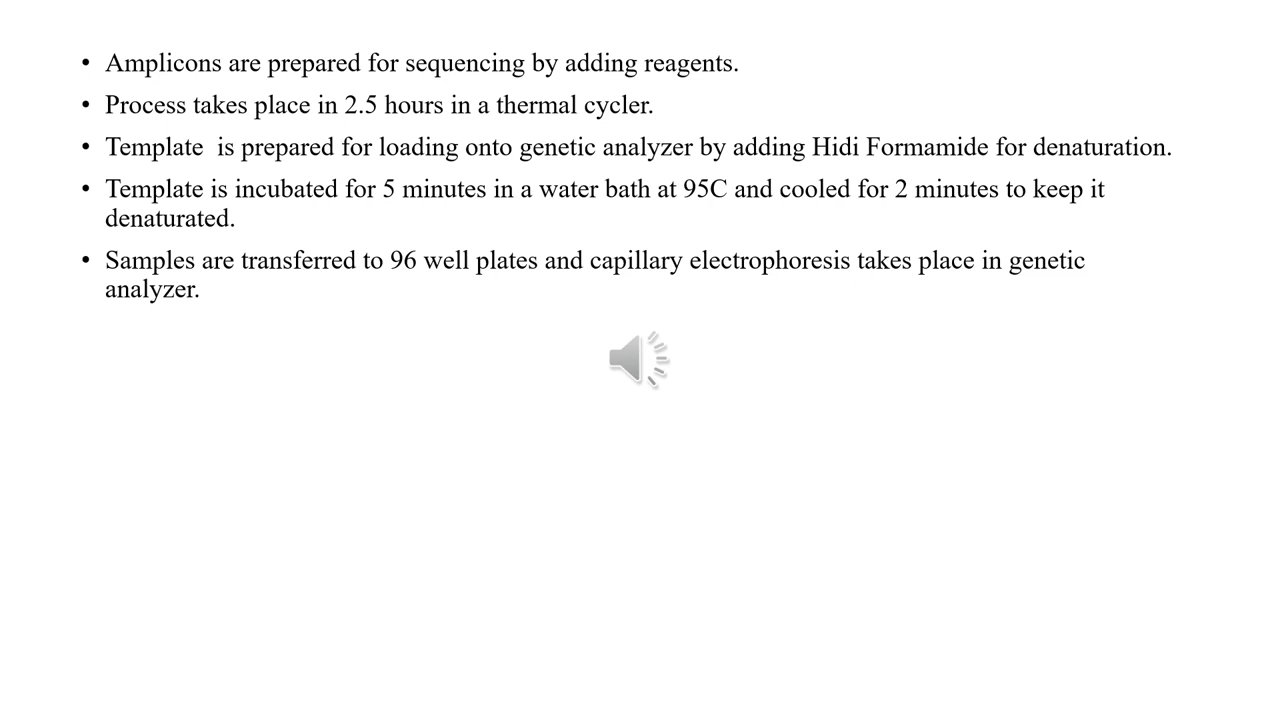 • Amplicons are prepared for sequencing by adding reagents.
• Process takes place in 2.5 hours in a thermal cycler.
• Template  is prepared for loading onto genetic analyzer by adding Hidi Formamide for denaturation.
• Template is incubated for 5 minutes in a water bath at 95C and cooled for 2 minutes to keep it
denaturated.
• Samples are transferred to 96 well plates and capillary electrophoresis takes place in genetic
analyzer.